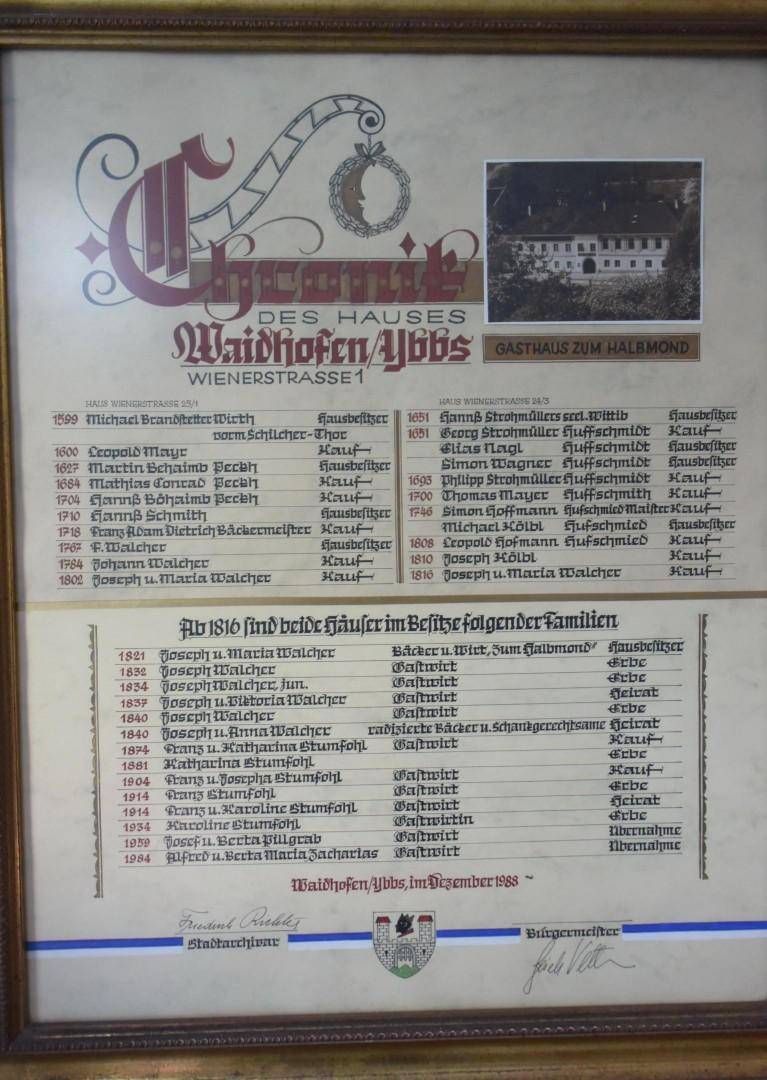 Chronik
DES HAUSES
Waidhofen/Ybbs
WIENERSTRASSE 1
GASTHAUS ZUM HALBMOND
HAUS WIENERSTRASSE 25/1
1599 Michael Brandstetter Wirth Hausbesitzer
vorm Schilcher-Thor
1600 Leopold Mayr Kauf
1627 Martin Behaimb Peckh Hausbesitzer
1684 Mathias Conrad Peckh Kauf
1704 Hannß Böhaimb Peckh Kauf
1710 Hannß Schmith Hausbesitzer
1718 Franz Adam Dietrich Bäckermeister Kauf
1767 F. Walcher Hausbesitzer
1784 Johann Walcher Kauf
1802 Joseph u. Maria Walcher Kauf
HAUS WIENERSTRASSE 24/3
1651 Hannß Strohmüllers seel. Wittib Hausbesitzer
1651 Georg Strohmüller Huffschmidt Kauf
Elias Nagl Huffschmidt Hausbesitzer
Simon Wagner Huffschmidt Hausbesitzer
1693 Philipp Strohmüller Huffschmidt Kauf
1700 Thomas Mayer Huffschmith Kauf
1746 Simon Hoffmann Hufschmied Maister Kauf
Michael Kölbl Hufschmied Hausbesitzer
1808 Leopold Hofmann Hufschmied Kauf
1810 Joseph Kölbl Kauf
1816 Joseph u. Maria Walcher Kauf
Ab 1816 sind beide Häuser im Besitze folgender Familien
1821 Joseph u. Maria Walcher Bäcker u. Wirt „Zum Halbmond" Hausbesitzer
1832 Joseph Walcher Gastwirt Erbe
1834 Joseph Walcher, jun. Gastwirt Erbe
1837 Joseph u. Viktoria Walcher Gastwirt Heirat
1840 Joseph Walcher Gastwirt Erbe
1840 Joseph u. Anna Walcher radizierte Bäcker u. Schankgerechtsame Heirat
1874 Franz u. Katharina Stumfohl Gastwirt Kauf
1881 Katharina Stumfohl Erbe
1904 Franz u. Josepha Stumfohl Gastwirt Kauf
1914 Franz Stumfohl Gastwirt Erbe
1914 Franz u. Karoline Stumfohl Gastwirt Heirat
1934 Karoline Stumfohl Gastwirtin Erbe
1959 Josef u. Berta Pillgrab Gastwirt Übernahme
1984 Alfred u. Berta Maria Zacharias Gastwirt Übernahme
Waidhofen/Ybbs, im Dezember 1988
Stadtarchivar
Bürgermeister